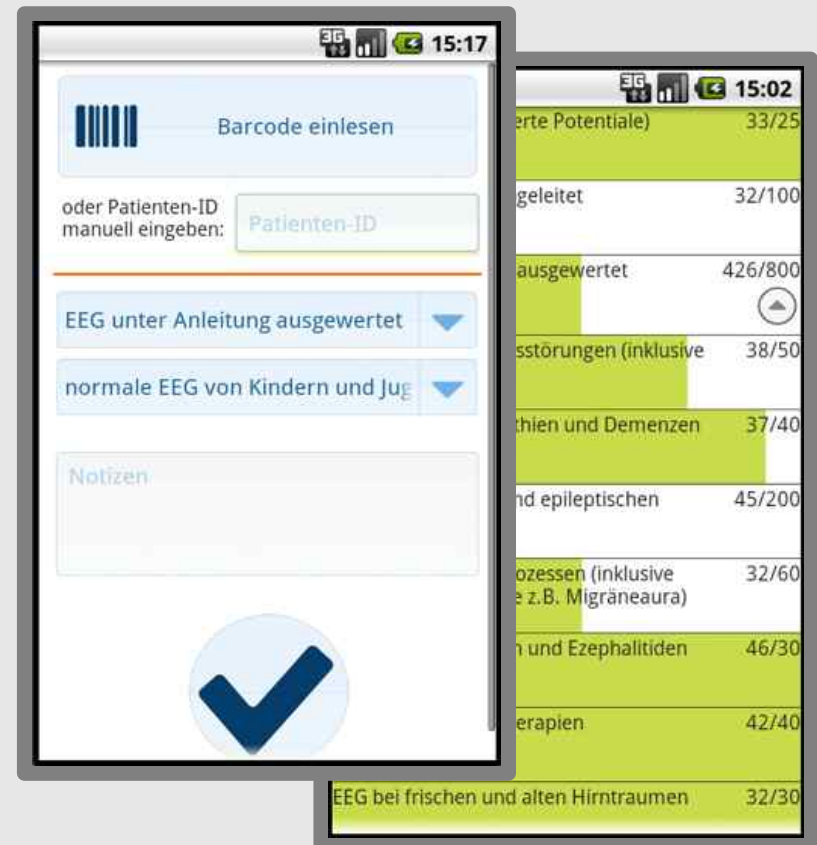 3G 15:17
Barcode einlesen
oder Patienten-ID
manuell eingeben:
Patienten-ID
EEG unter Anleitung ausgewertet
normale EEG von Kindern und Jug
Notizen
3G 15:02
erte Potentiale) 33/25
geleitet 32/100
ausgewertet 426/800
sstörungen (inklusive 38/50
thien und Demenzen 37/40
nd epileptischen 45/200
ozessen (inklusive 32/60
e z.B. Migräneaura)
n und Ezephalitiden 46/30
erapien 42/40
EEG bei frischen und alten Hirntraumen 32/30